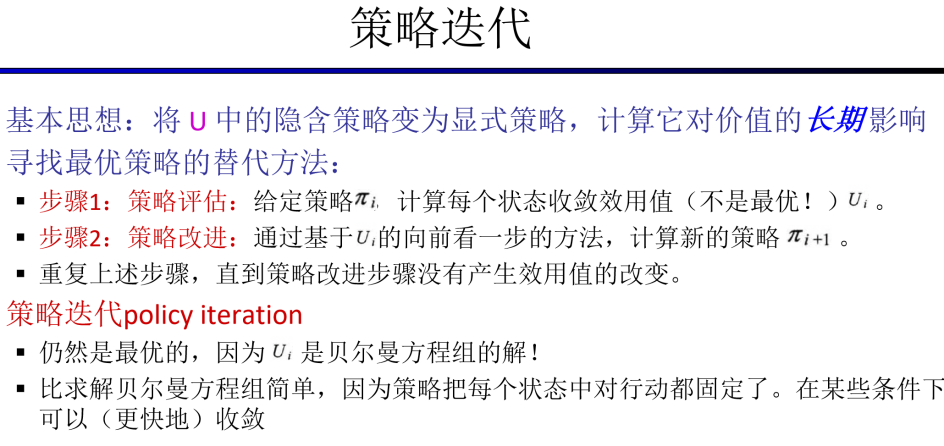 策略迭代
基本思想：将 U 中的隐含策略变为显式策略，计算它对价值的长期影响
寻找最优策略的替代方法：
▪ 步骤1：策略评估：给定策略πi, 计算每个状态收敛效用值（不是最优！）Ui 。
▪ 步骤2：策略改进：通过基于Ui的向前看一步的方法，计算新的策略 πi+1 。
▪ 重复上述步骤，直到策略改进步骤没有产生效用值的改变。
策略迭代policy iteration
▪ 仍然是最优的，因为 Ui 是贝尔曼方程组的解！
▪ 比求解贝尔曼方程组简单，因为策略把每个状态中对行动都固定了。在某些条件下
可以（更快地）收敛